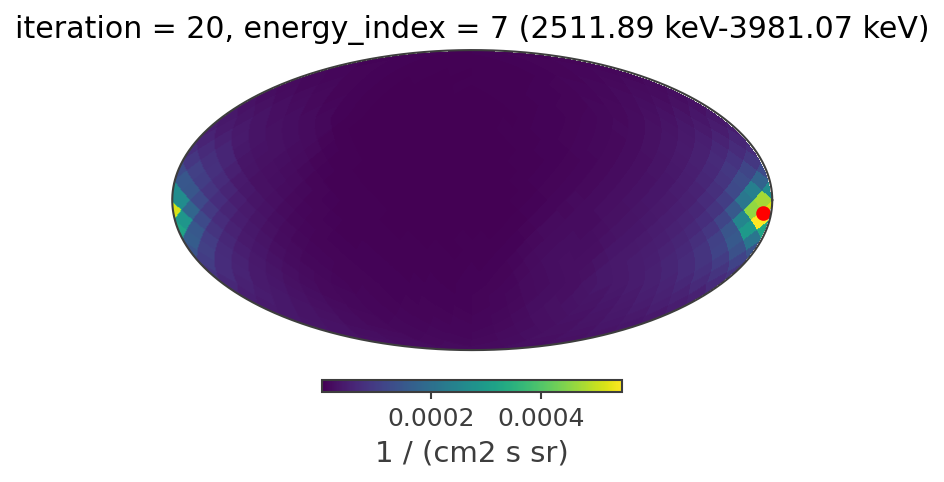 iteration = 20, energy_index = 7 (2511.89 keV-3981.07 keV)
0.0002 0.0004
1 / (cm2 s sr)